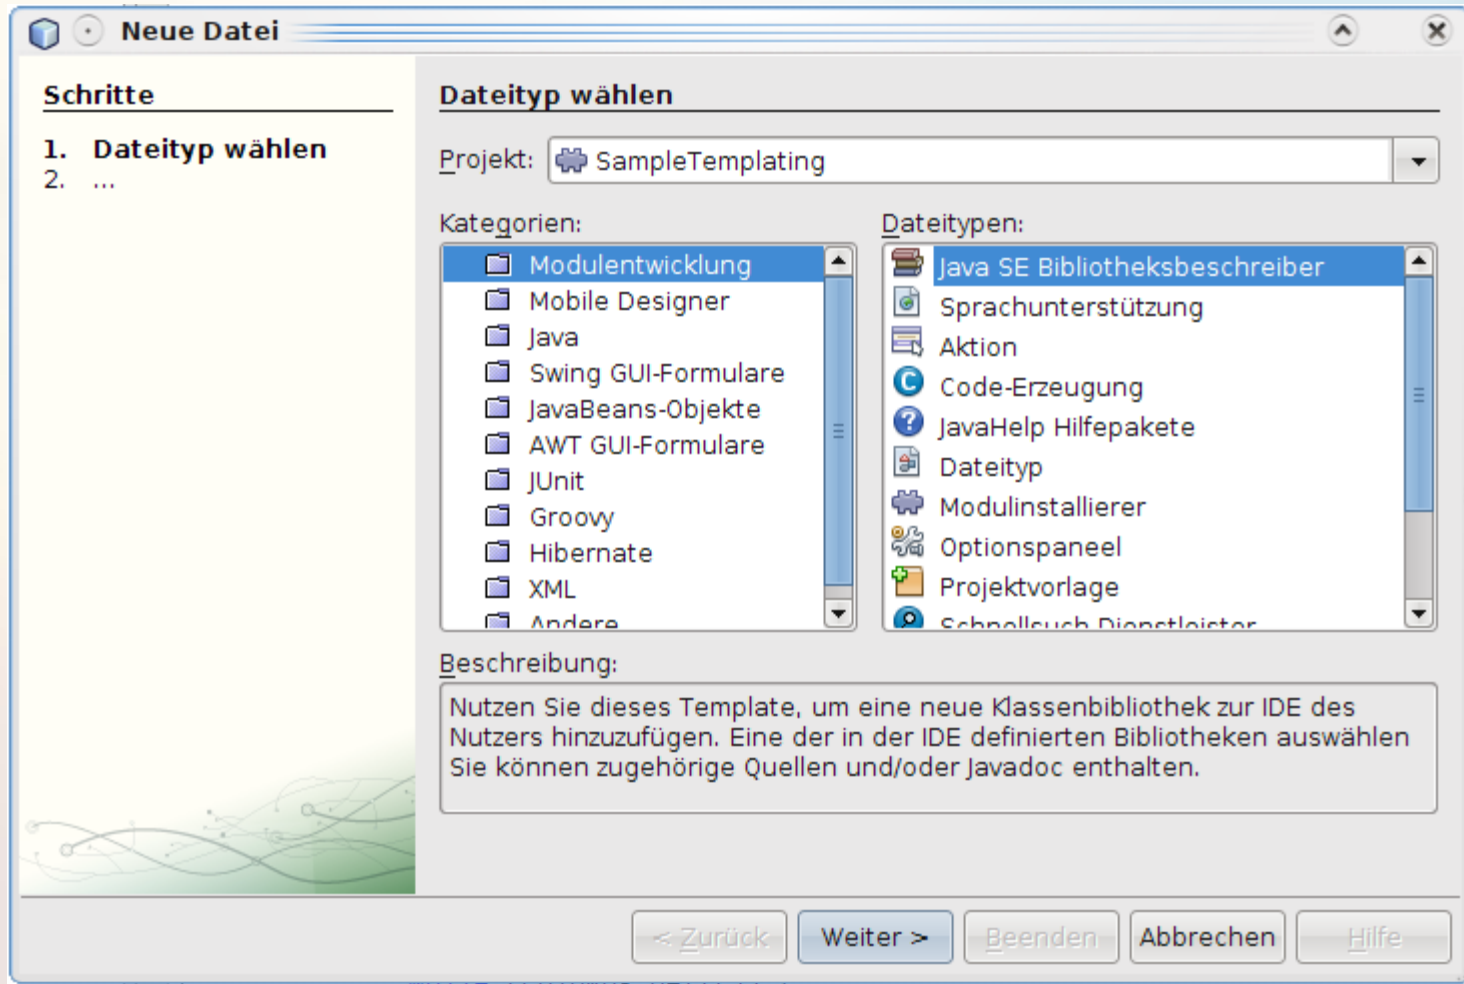 Neue Datei
Schritte
1. Dateityp wählen
2. ...
Dateityp wählen
Projekt: SampleTemplating
Kategorien:
Modulentwicklung
Mobile Designer
Java
Swing GUI-Formulare
JavaBeans-Objekte
AWT GUI-Formulare
JUnit
Groovy
Hibernate
XML
Andere
Dateitypen:
Java SE Bibliotheksbeschreiber
Sprachunterstützung
Aktion
Code-Erzeugung
JavaHelp Hilfepakete
Dateityp
Modulinstallierer
Optionspaneel
Projektvorlage
Schnellsuch Dienstleister
Beschreibung:
Nutzen Sie dieses Template, um eine neue Klassenbibliothek zur IDE des
Nutzers hinzuzufügen. Eine der in der IDE definierten Bibliotheken auswählen
Sie können zugehörige Quellen und/oder Javadoc enthalten.
< Zurück
Weiter >
Beenden
Abbrechen
Hilfe